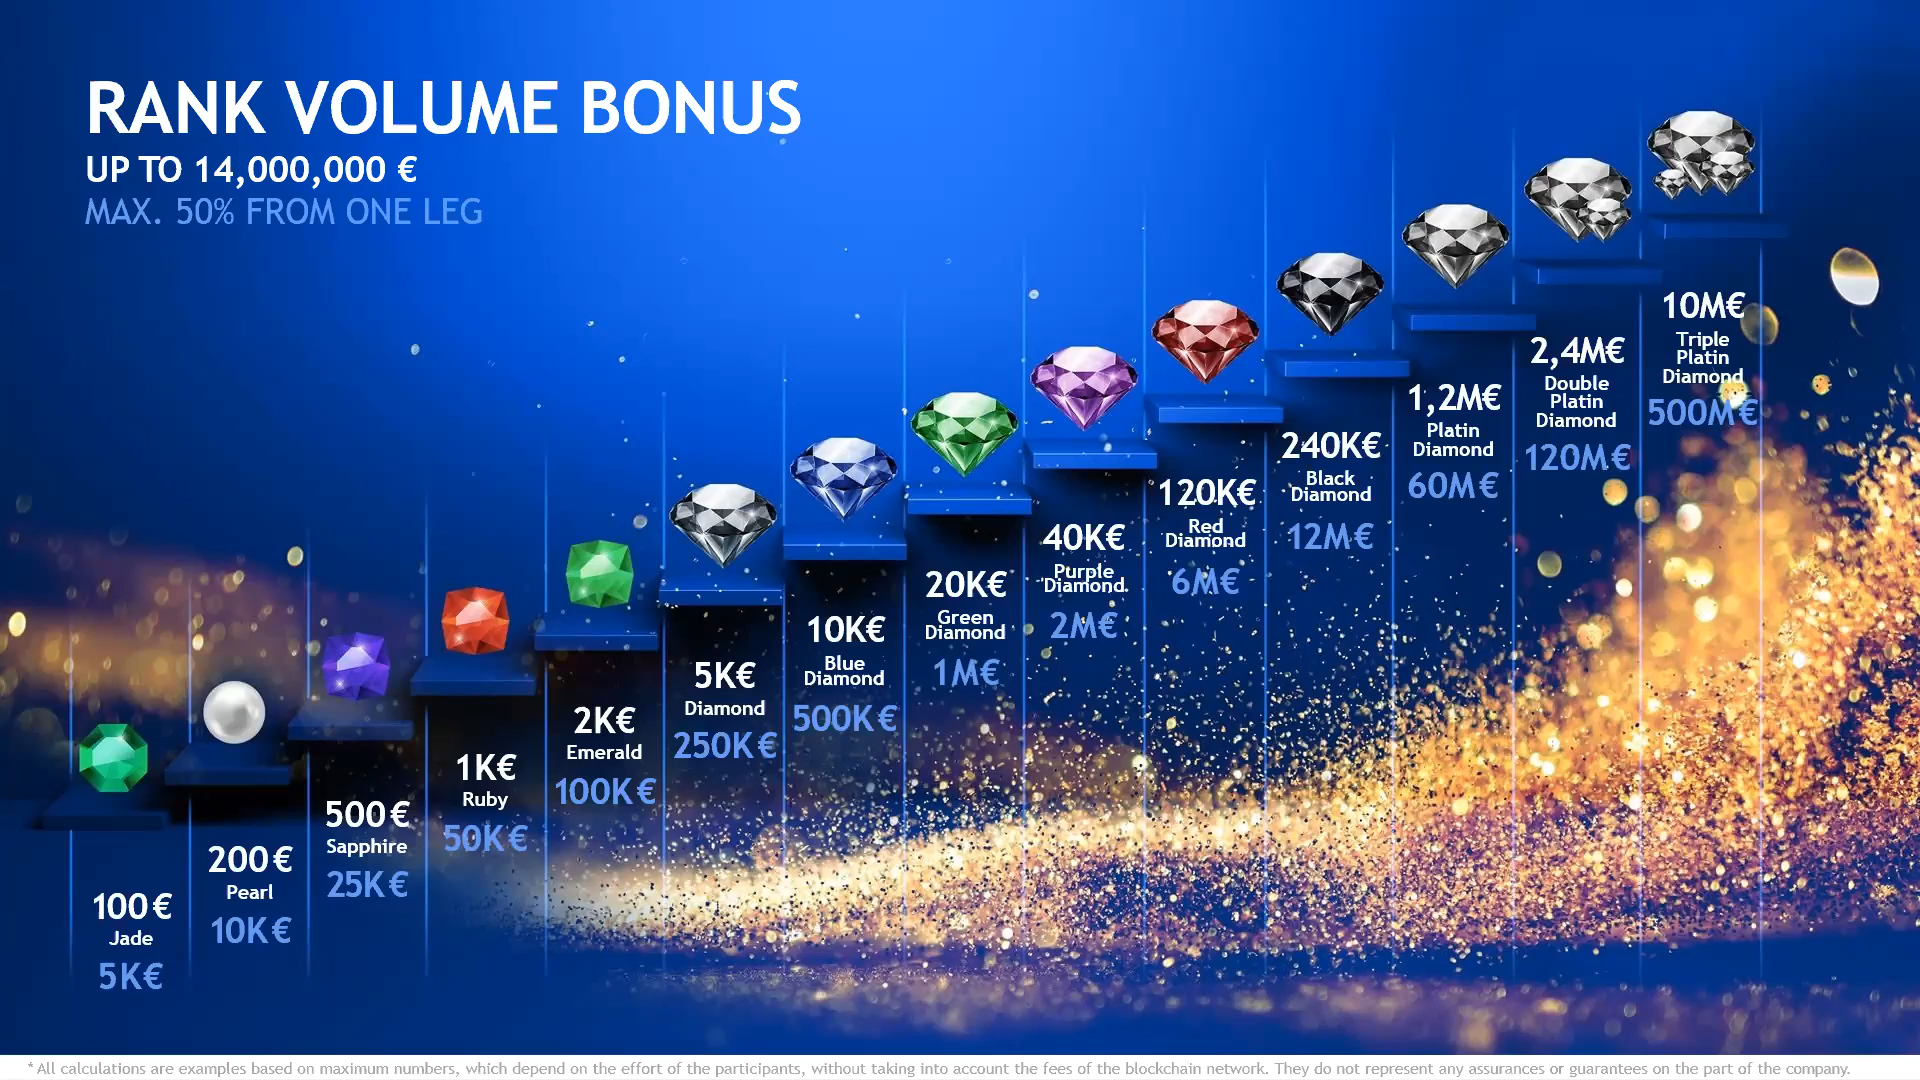 RANK VOLUME BONUS
UP TO 14,000,000 €
MAX. 50% FROM ONE LEG
100€
Jade
5K€
200€
Pearl
10K€
500€
Sapphire
25K€
1K€
Ruby
50K€
2K€
Emerald
100K€
5K€
Diamond
250K€
10K€
Blue
Diamond
500K€
20K€
Green
Diamond
1M€
40K€
Purple
Diamond
2M€
120K€
Red
Diamond
6M€
240K€
Black
Diamond
12M€
1,2M€
Platin
Diamond
60M€
2,4M€
Double
Platin
Diamond
120M€
10M€
Triple
Platin
Diamond
500M€
* All calculations are examples based on maximum numbers, which depend on the effort of the participants, without taking into account the fees of the blockchain network. They do not represent any assurances or guarantees on the part of the company.